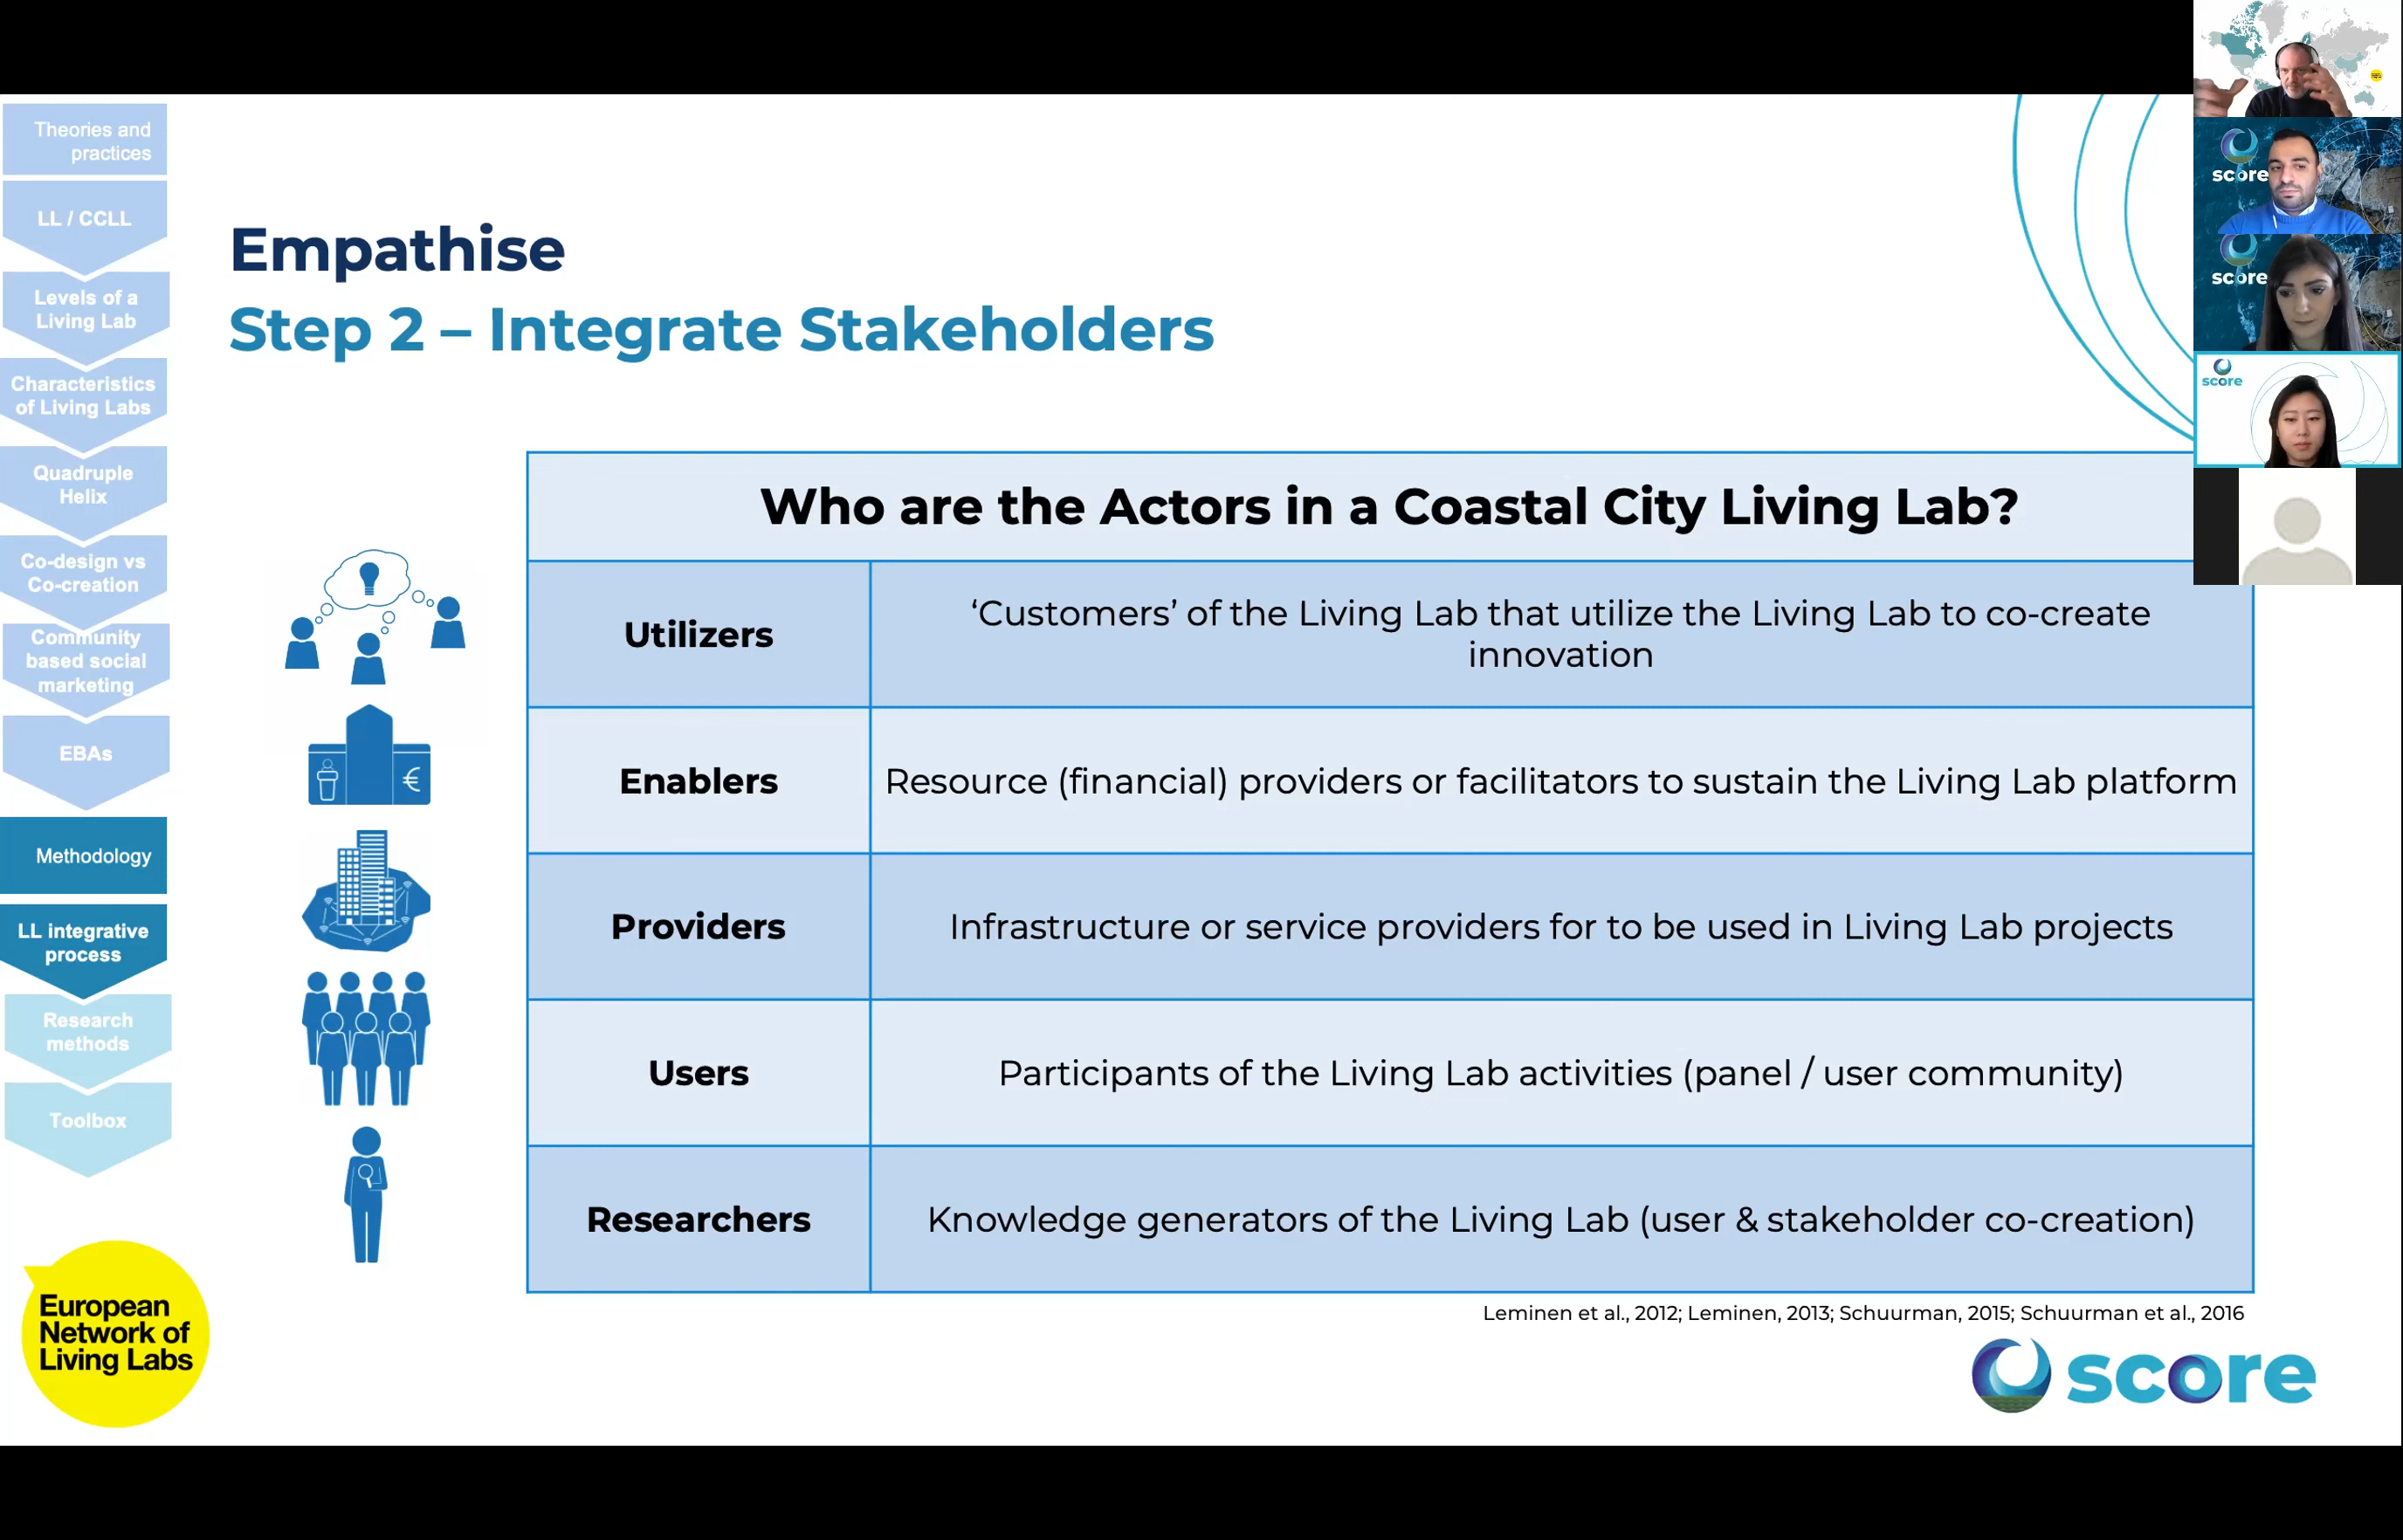 Theories and
practices
LL / CCLL
Levels of a
Living Lab
Characteristics
of Living Labs
Quadruple
Helix
Co-design vs
Co-creation
Community
based social
marketing
EBAs
Methodology
LL integrative
process
Research
methods
Toolbox
European
Network of
Living Labs
Empathise
Step 2 – Integrate Stakeholders
Who are the Actors in a Coastal City Living Lab?
Utilizers
‘Customers’ of the Living Lab that utilize the Living Lab to co-create
innovation
Enablers
€
Resource (financial) providers or facilitators to sustain the Living Lab platform
Providers
Infrastructure or service providers for to be used in Living Lab projects
Users
Participants of the Living Lab activities (panel / user community)
Researchers
Knowledge generators of the Living Lab (user & stakeholder co-creation)
Leminen et al., 2012; Leminen, 2013; Schuurman, 2015; Schuurman et al., 2016
score
score
score
score